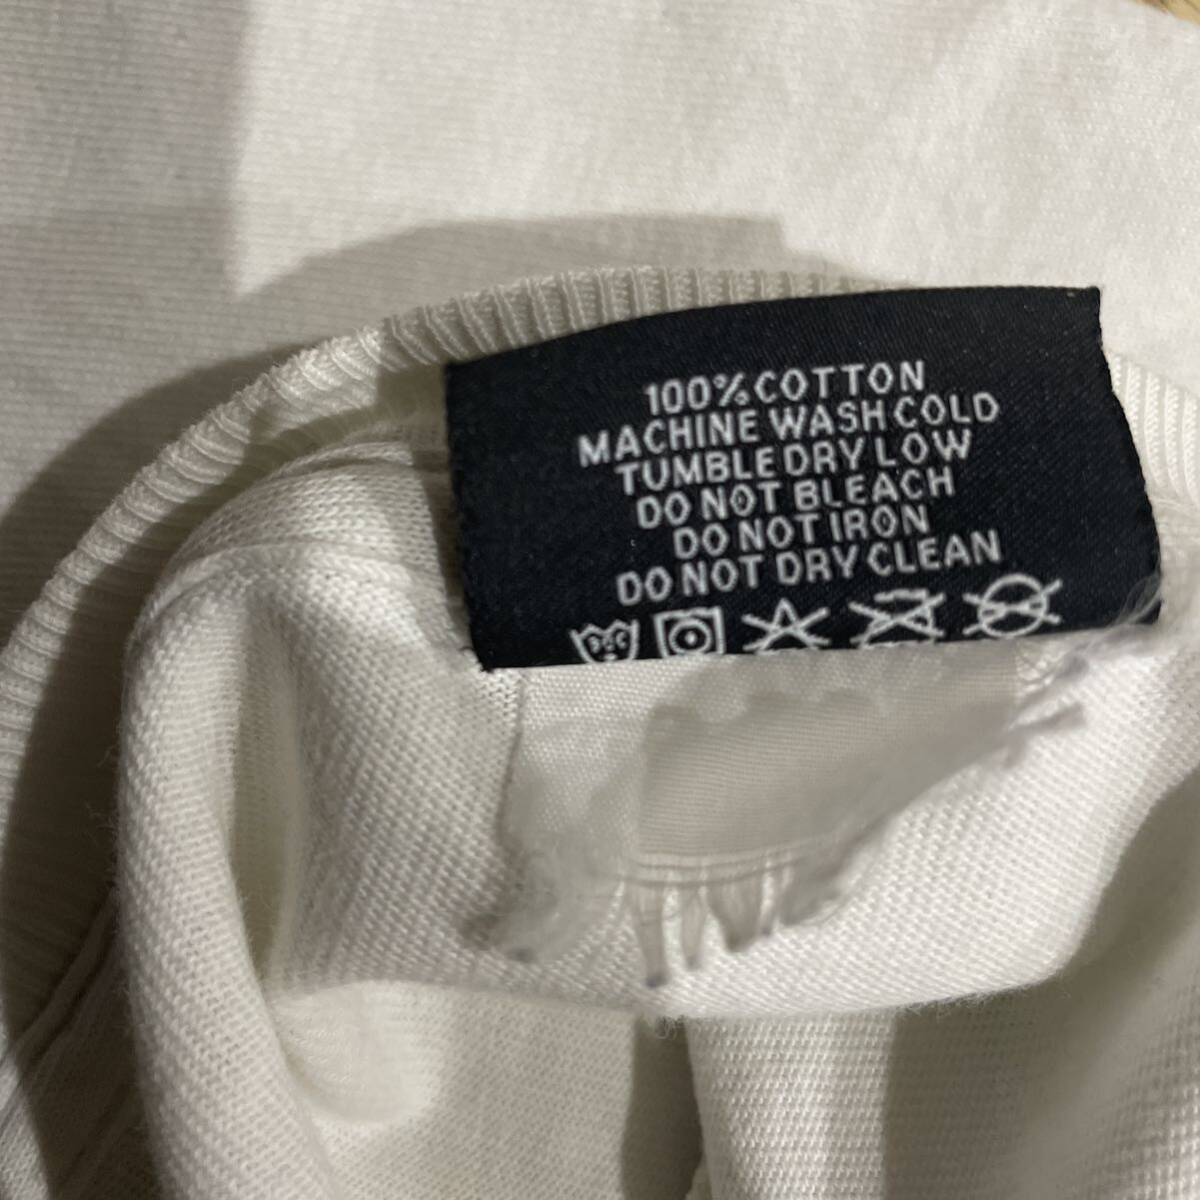 100% COTTON
MACHINE WASH COLD
TUMBLE DRY LOW
DO NOT BLEACH
DO NOT IRON
DO NOT DRY CLEAN